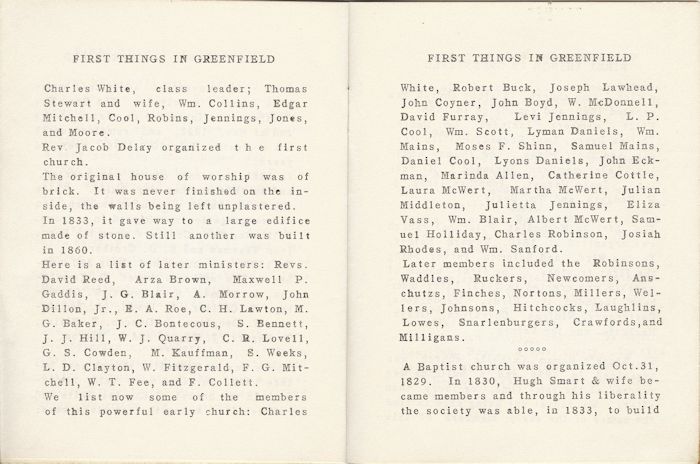 FIRST THINGS IN GREENFIELD
Charles White, class leader; Thomas
Stewart and wife, Wm. Collins, Edgar
Mitchell, Cool, Robins, Jennings, Jones,
and Moore.
Rev. Jacob Delay organized the first
church.
The original house of worship was of
brick. It was never finished on the in-
side, the walls being left unplastered.
In 1833, it gave way to a large edifice
made of stone. Still another was built
in 1860.
Here is a list of later ministers: Revs.
David Reed, Arza Brown, Maxwell P.
Gaddis, J. G. Blair, A. Morrow, John
Dillon, Jr., E. A. Roe, C. H. Lawton, M.
G. Baker, J. C. Bontecous, S. Bennett,
J. J. Hill, W. J. Quarry, C. R. Lovell,
G. S. Cowden, M. Kauffman, S. Weeks,
L. D. Clayton, W. Fitzgerald, F. G. Mit-
chell, W. T. Fee, and F. Collett.
We list now some of the members
of this powerful early church: Charles
FIRST THINGS IN GREENFIELD
White, Robert Buck, Joseph Lawhead,
John Coyner, John Boyd, W. McDonnell,
David Furray, Levi Jennings, L. P.
Cool, Wm. Scott, Lyman Daniels, Wm.
Mains, Moses F. Shinn, Samuel Mains,
Daniel Cool, Lyons Daniels, John Eck-
man, Marinda Allen, Catherine Cottle,
Laura McWert, Martha McWert, Julian
Middleton, Julietta Jennings, Eliza
Vass, Wm. Blair, Albert McWert, Sam-
uel Holliday, Charles Robinson, Josiah
Rhodes, and Wm. Sanford.
Later members included the Robinsons,
Waddles, Ruckers, Newcomers, Ans-
chutzs, Finches, Nortons, Millers, Wel-
lers, Johnsons, Hitchcocks, Laughlins,
Lowes, Snarlenburgers, Crawfords,and
Milligans.
ooooo
A Baptist church was organized Oct.31,
1829. In 1830, Hugh Smart & wife be-
came members and through his liberality
the society was able, in 1833, to build